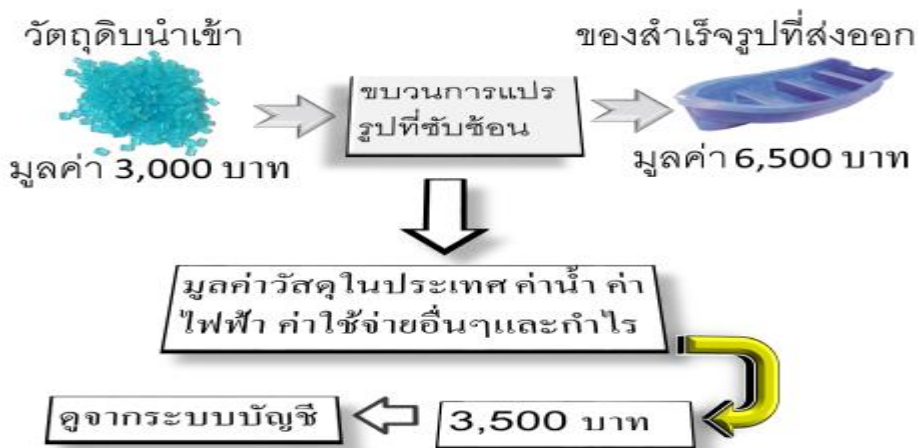 วัตถุดิบนำเข้า
ของสำเร็จรูปที่ส่งออก
ขบวนการแปร
รูปที่ซับซ้อน
มูลค่า 3,000 บาท
มูลค่า 6,500 บาท
มูลค่าวัสดุในประเทศ ค่าน้ำ ค่า
ไฟฟ้า ค่าใช้จ่ายอื่นๆและกำไร
ดูจากระบบบัญชี
3,500 บาท